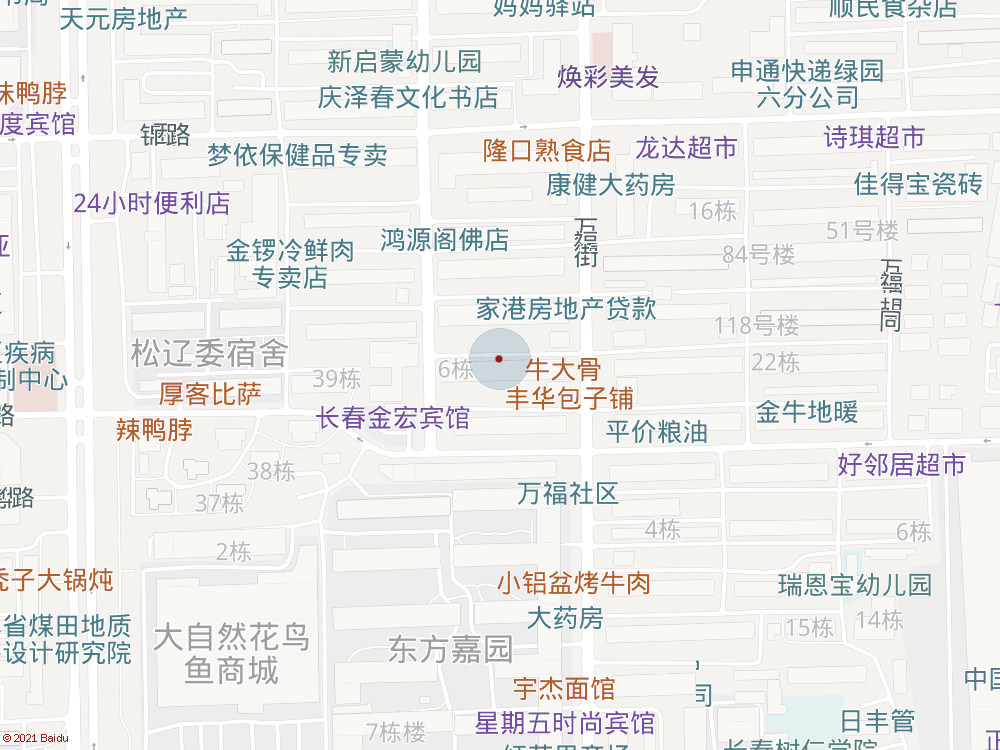 天元房地产
妈妈驿站
顺民食杂店
新启蒙幼儿园
焕彩美发
申通快递绿园
六分公司
味鸭脖
庆泽春文化书店
度宾馆
梦依保健品专卖
隆口熟食店
龙达超市
诗琪超市
康健大药房
佳得宝瓷砖
24小时便利店
16栋
万福街
51号楼
鸿源阁佛店
金锣冷鲜肉
专卖店
84号楼
万福胡同
家港房地产贷款
118号楼
松辽委宿舍
疾病
制中心
6栋
牛大骨
22栋
39栋
厚客比萨
丰华包子铺
路
长春金宏宾馆
金牛地暖
辣鸭脖
平价粮油
38栋
好邻居超市
路
37栋
万福社区
4栋
6栋
2栋
秃子大锅炖
小铝盆烤牛肉
瑞恩宝幼儿园
大药房
省煤田地质
设计研究院
大自然花鸟
鱼商城
东方嘉园
15栋
14栋
司
中国
宇杰面馆
7栋楼
星期五时尚宾馆
日丰管
长春树仁学院
© 2021 Baidu